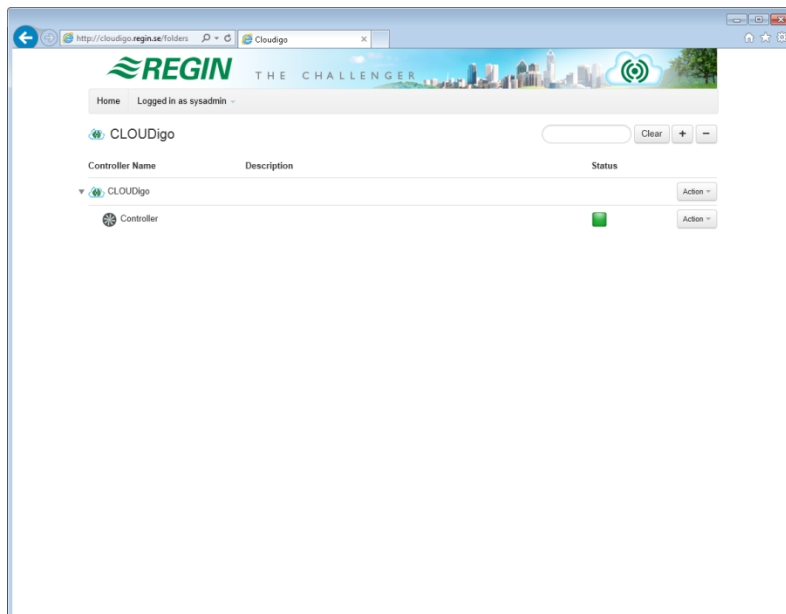 http://cloudigo.regin.se/folders
Cloudigo
REGIN THE CHALLENGER
Home Logged in as sysadmin
CLOUDigo Clear + −
Controller Name Description Status
CLOUDigo Action
Controller Action